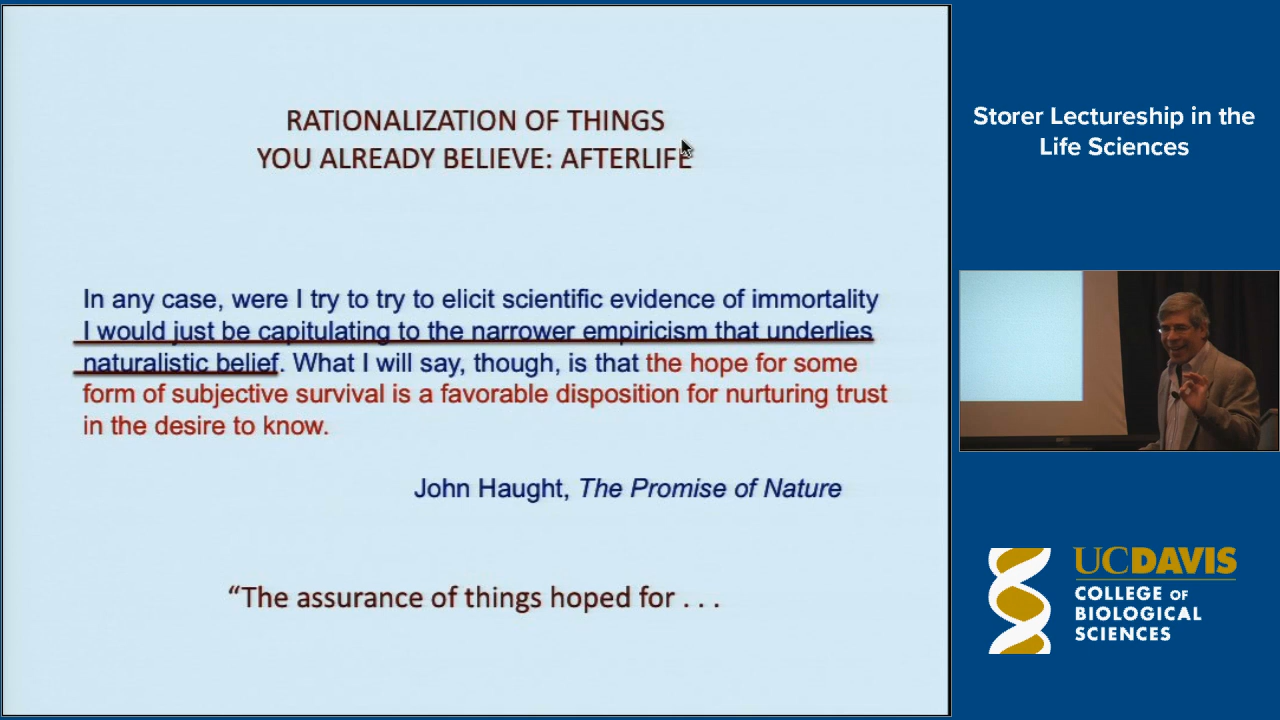 RATIONALIZATION OF THINGS
YOU ALREADY BELIEVE: AFTERLIFE
In any case, were I try to try to elicit scientific evidence of immortality
I would just be capitulating to the narrower empiricism that underlies
naturalistic belief. What I will say, though, is that the hope for some
form of subjective survival is a favorable disposition for nurturing trust
in the desire to know.
John Haught, The Promise of Nature
“The assurance of things hoped for . . .
Storer Lectureship in the
Life Sciences
UCDAVIS
COLLEGE OF
BIOLOGICAL
SCIENCES